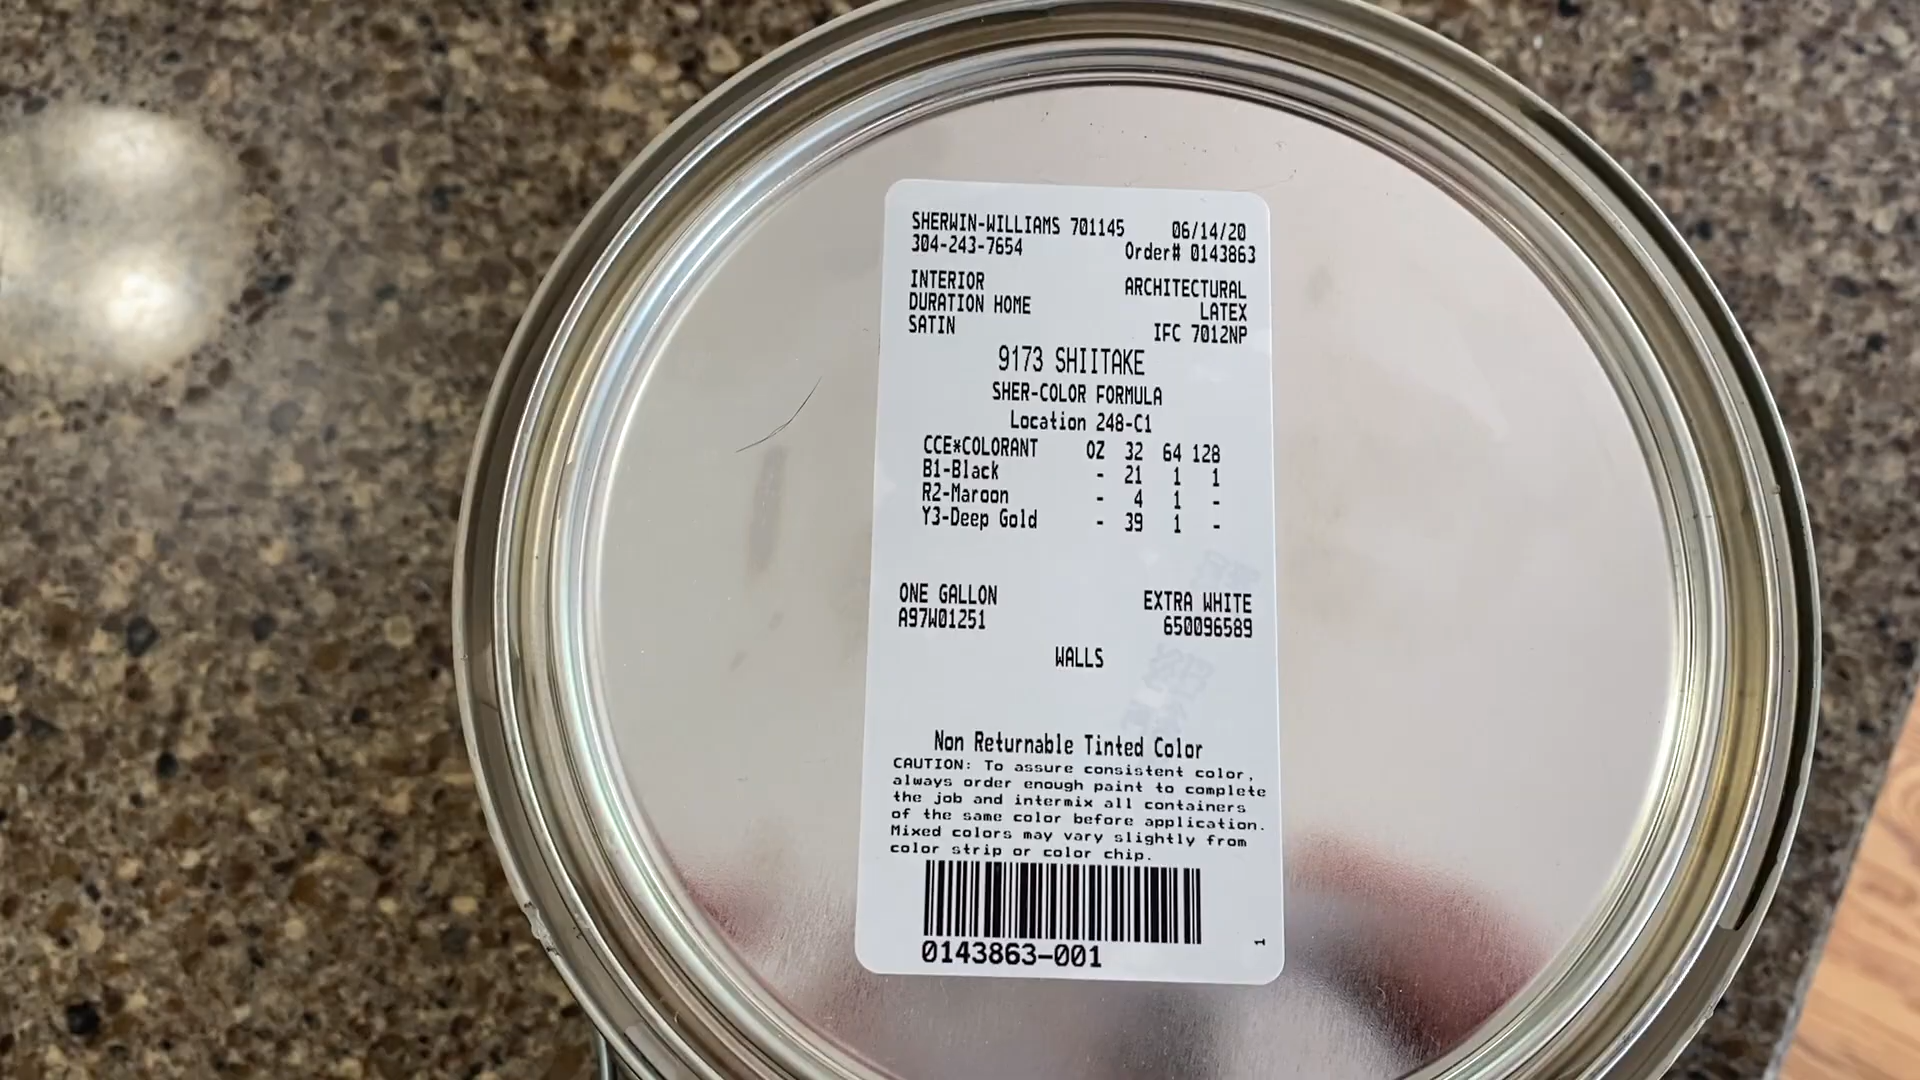 SHERWIN-WILLIAMS 701145 06/14/20
304-243-7654 Order# 0143863
INTERIOR ARCHITECTURAL
DURATION HOME LATEX
SATIN IFC 7012NP
9173 SHIITAKE
SHER-COLOR FORMULA
Location 248-C1
CCE*COLORANT OZ 32 64 128
B1-Black - 21 1 1
R2-Maroon - 4 1 -
Y3-Deep Gold - 39 1 -
ONE GALLON EXTRA WHITE
A97W01251 650096589
WALLS
Non Returnable Tinted Color
CAUTION: To assure consistent color,
always order enough paint to complete
the job and intermix all containers
of the same color before application.
Mixed colors may vary slightly from
color strip or color chip.
0143863-001 1